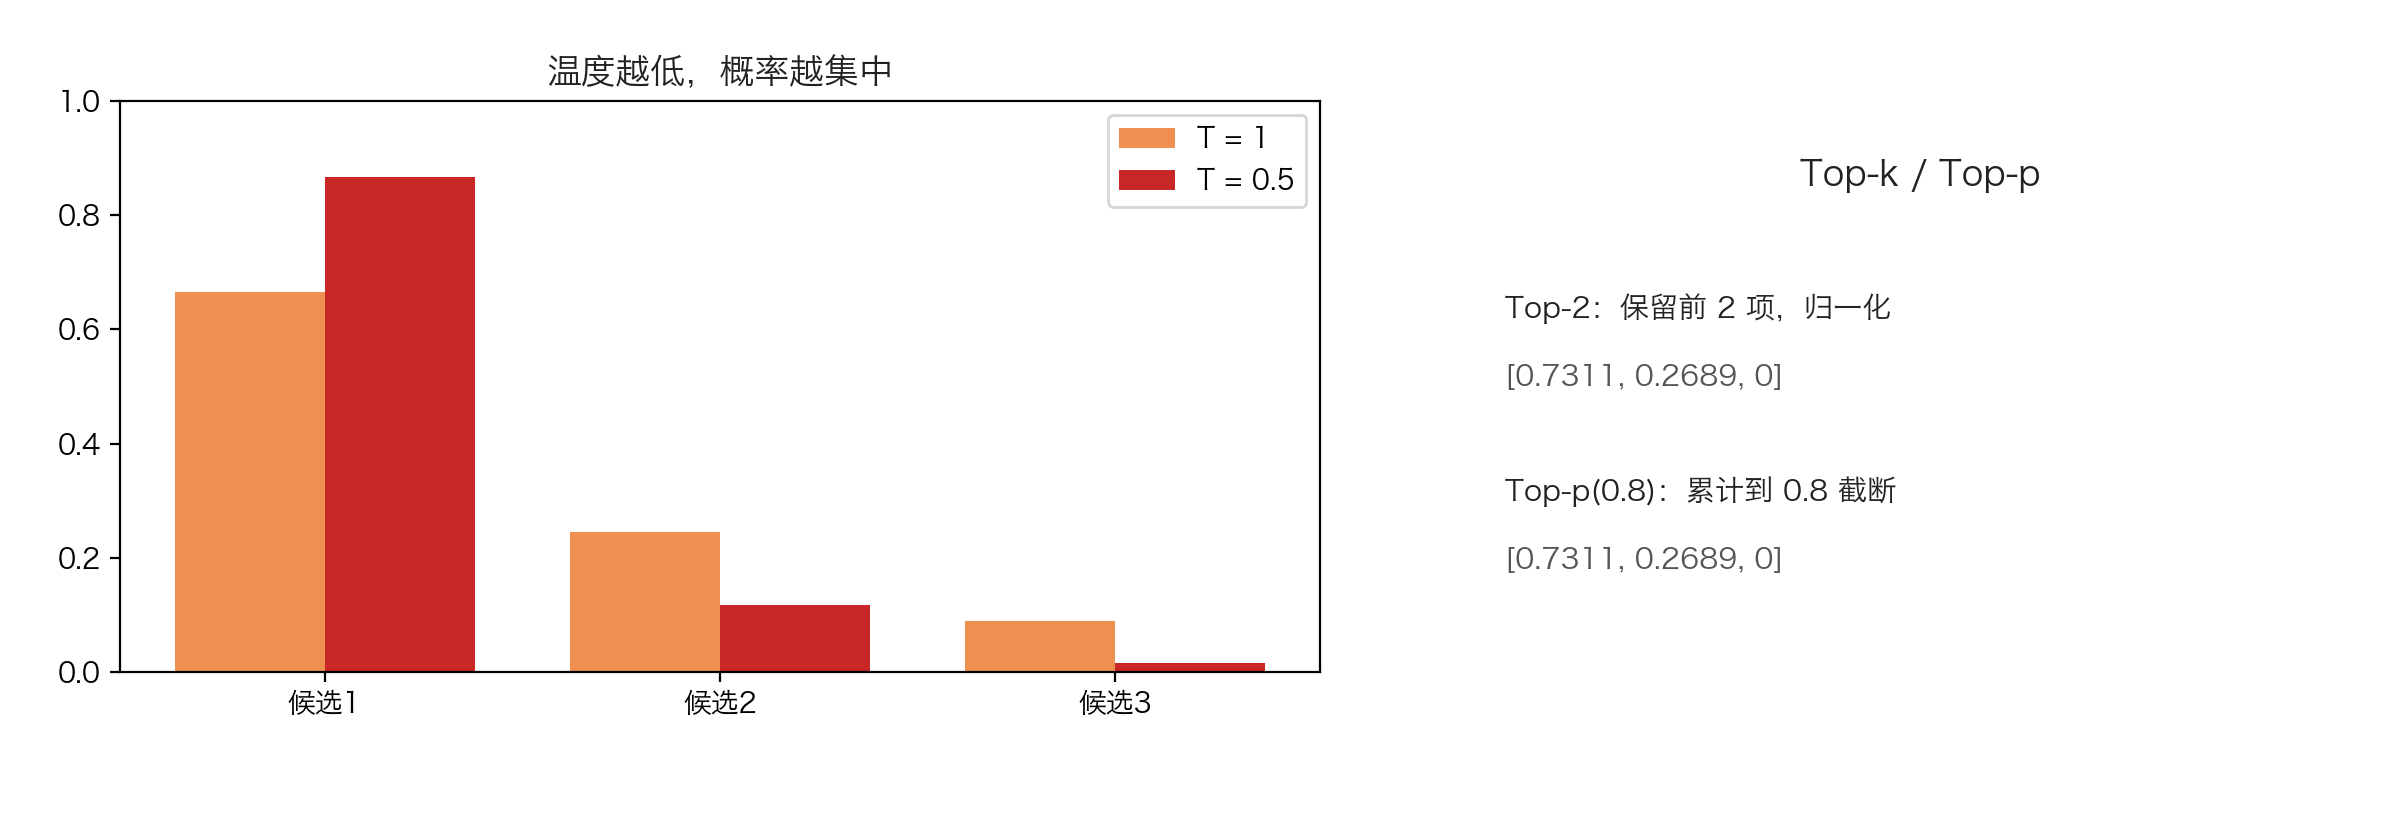 温度越低，概率越集中
1.0
0.8
0.6
0.4
0.2
0.0
T = 1
T = 0.5
候选1
候选2
候选3
Top-k / Top-p
Top-2：保留前 2 项，归一化
[0.7311, 0.2689, 0]
Top-p(0.8)：累计到 0.8 截断
[0.7311, 0.2689, 0]